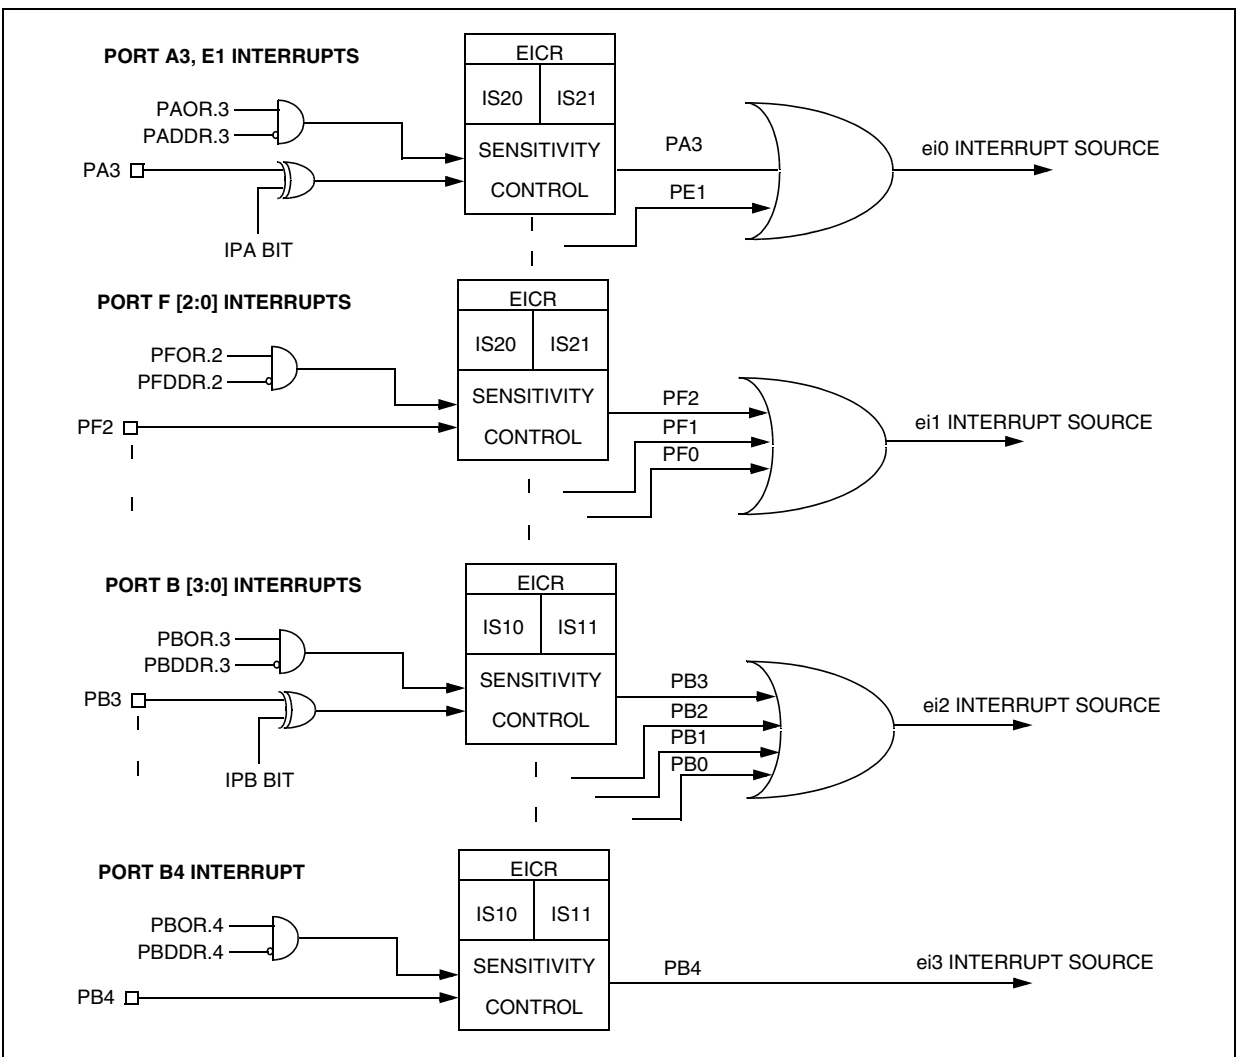 PORT A3, E1 INTERRUPTS
EICR
IS20 IS21
PAOR.3
PADDR.3
SENSITIVITY
CONTROL
PA3
IPA BIT
PA3
PE1
ei0 INTERRUPT SOURCE
PORT F [2:0] INTERRUPTS
EICR
IS20 IS21
PFOR.2
PFDDR.2
SENSITIVITY
CONTROL
PF2
PF2
PF1
PF0
ei1 INTERRUPT SOURCE
PORT B [3:0] INTERRUPTS
EICR
IS10 IS11
PBOR.3
PBDDR.3
SENSITIVITY
CONTROL
PB3
IPB BIT
PB3
PB2
PB1
PB0
ei2 INTERRUPT SOURCE
PORT B4 INTERRUPT
EICR
IS10 IS11
PBOR.4
PBDDR.4
SENSITIVITY
CONTROL
PB4
PB4
ei3 INTERRUPT SOURCE